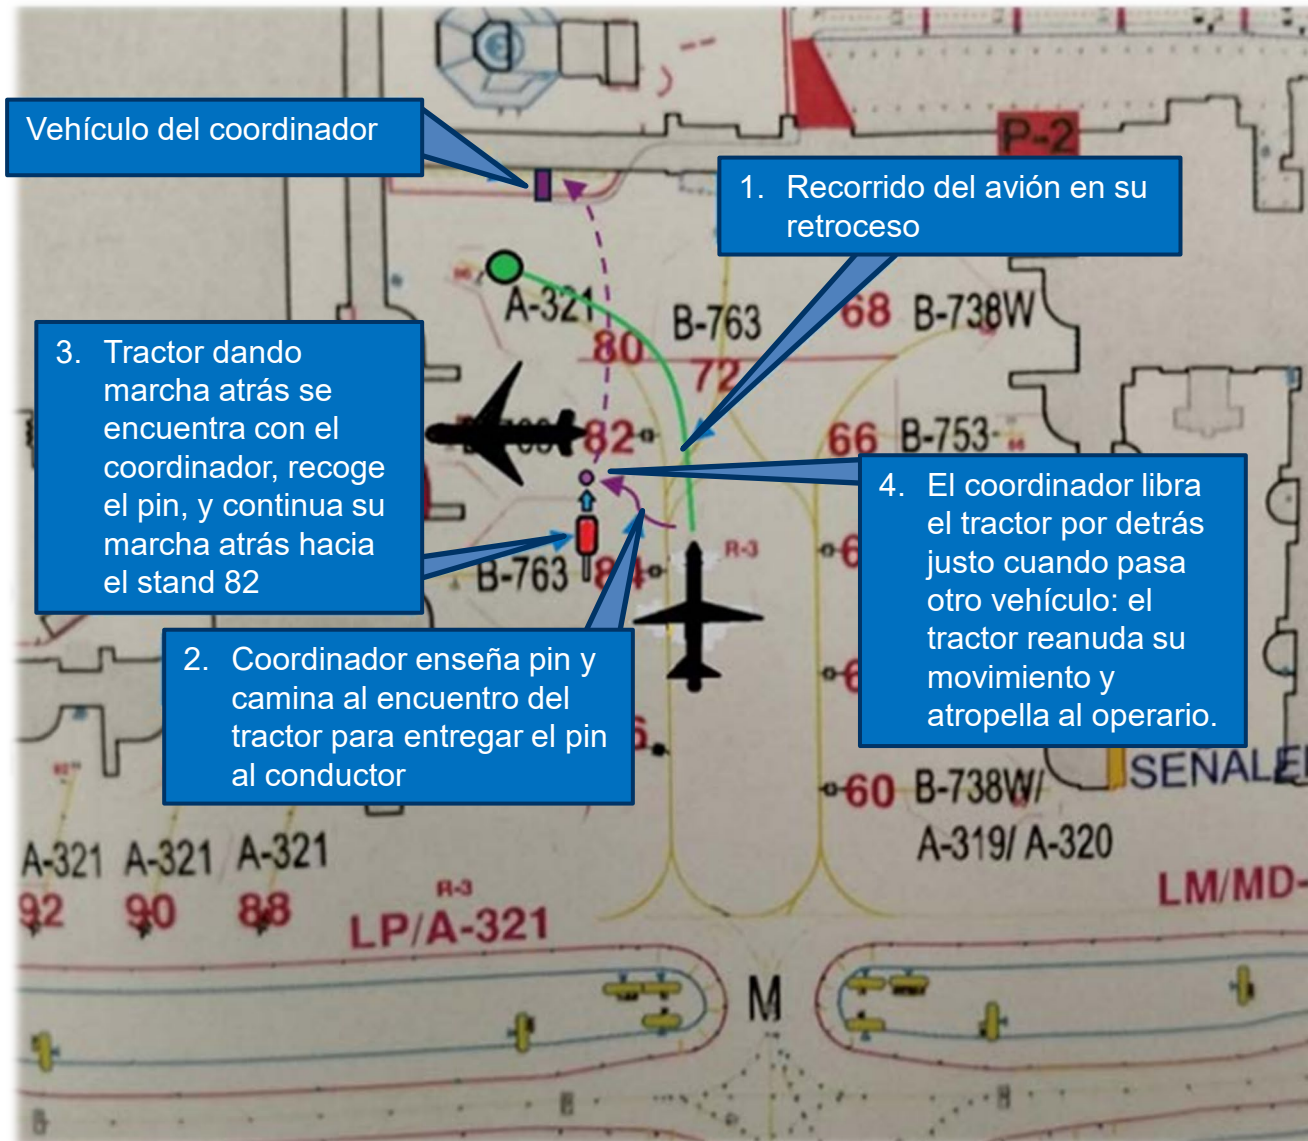 P-2
Vehículo del coordinador
1. Recorrido del avión en su
retroceso
A-321
B-763
68 B-738W
80
72
3. Tractor dando
marcha atrás se
encuentra con el
coordinador, recoge
el pin, y continua su
marcha atrás hacia
el stand 82
82
66 B-753
4. El coordinador libra
el tractor por detrás
justo cuando pasa
otro vehículo: el
tractor reanuda su
movimiento y
atropella al operario.
R-3
B-763 84
2. Coordinador enseña pin y
camina al encuentro del
tractor para entregar el pin
al conductor
60 B-738W/
A-319/ A-320
A-321 A-321 A-321
92 90 88
R-3
LP/A-321
LM/MD-
M